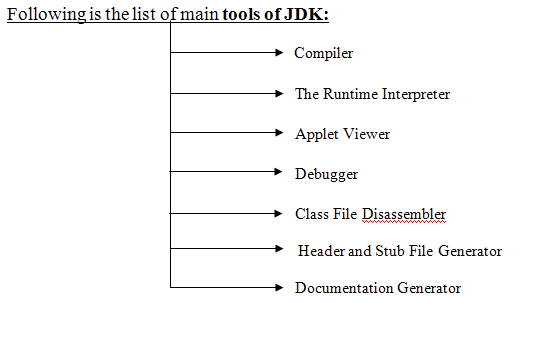 Following is the list of main tools of JDK:
Compiler
The Runtime Interpreter
Applet Viewer
Debugger
Class File Disassembler
Header and Stub File Generator
Documentation Generator